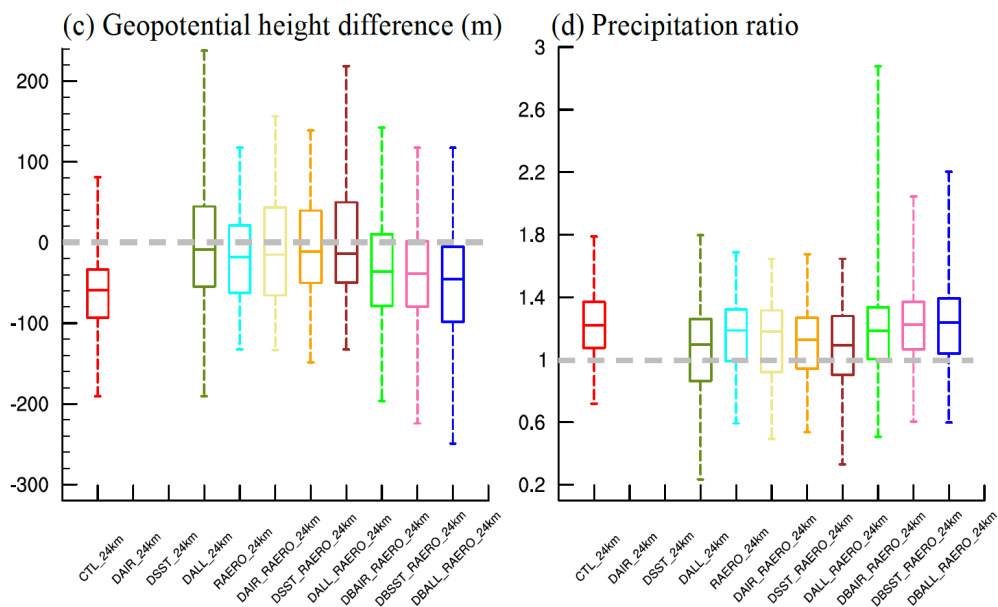 (c) Geopotential height difference (m)
200
100
0
-100
-200
-300
CTL_24km
DAIR_24km
DSST_24km
DALL_24km
RAERO_24km
DAIR_RAERO_24km
DSST_RAERO_24km
DALL_RAERO_24km
DBAIR_RAERO_24km
DBSST_RAERO_24km
DBALL_RAERO_24km
(d) Precipitation ratio
3
2.6
2.2
1.8
1.4
1
0.6
0.2
CTL_24km
DAIR_24km
DSST_24km
DALL_24km
RAERO_24km
DAIR_RAERO_24km
DSST_RAERO_24km
DALL_RAERO_24km
DBAIR_RAERO_24km
DBSST_RAERO_24km
DBALL_RAERO_24km